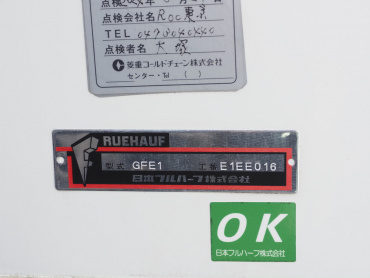 点検会社名 Roc東京
TEL 0478040440
点検者名 大塚
菱重コールドチェーン株式会社
センター・Tel ( )
RUEHAUF
型式 GFE1 工番 E1EE016
日本フルハーフ株式会社
OK
日本フルハーフ株式会社